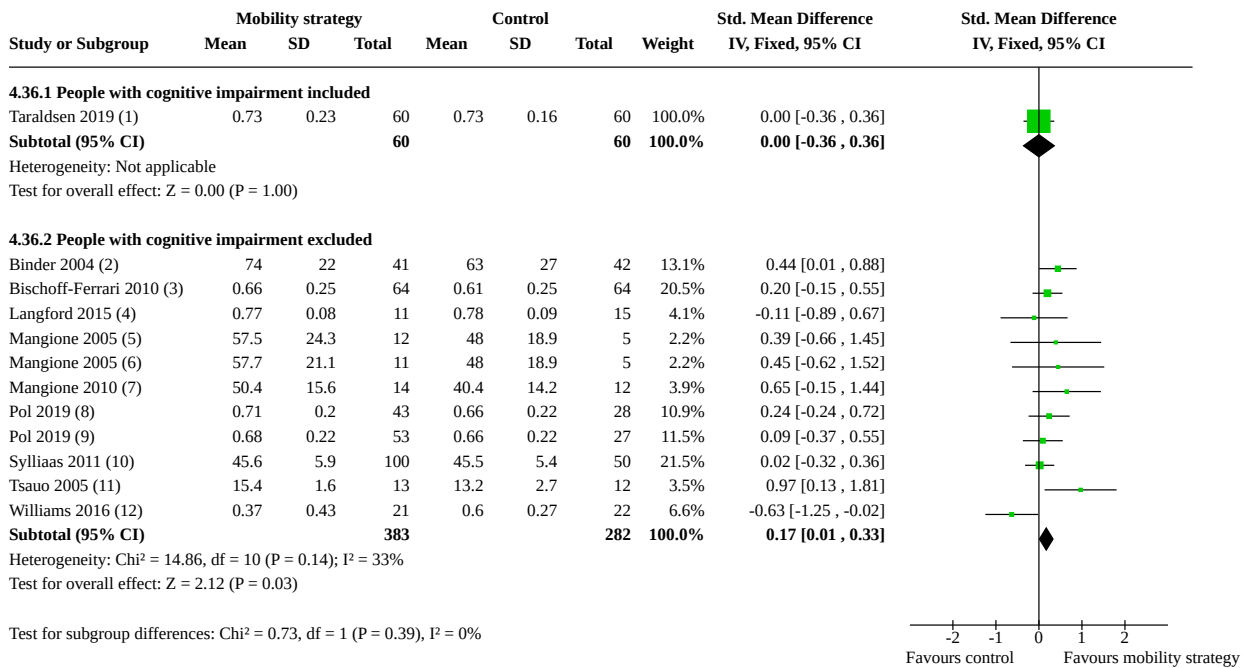 Mobility strategy Control Std. Mean Difference Std. Mean Difference
Study or Subgroup Mean SD Total Mean SD Total Weight IV, Fixed, 95% CI IV, Fixed, 95% CI
4.36.1 People with cognitive impairment included
Taraldsen 2019 (1) 0.73 0.23 60 0.73 0.16 60 100.0% 0.00 [-0.36 , 0.36]
Subtotal (95% CI) 60 60 100.0% 0.00 [-0.36 , 0.36]
Heterogeneity: Not applicable
Test for overall effect: Z = 0.00 (P = 1.00)
4.36.2 People with cognitive impairment excluded
Binder 2004 (2) 74 22 41 63 27 42 13.1% 0.44 [0.01 , 0.88]
Bischoff-Ferrari 2010 (3) 0.66 0.25 64 0.61 0.25 64 20.5% 0.20 [-0.15 , 0.55]
Langford 2015 (4) 0.77 0.08 11 0.78 0.09 15 4.1% -0.11 [-0.89 , 0.67]
Mangione 2005 (5) 57.5 24.3 12 48 18.9 5 2.2% 0.39 [-0.66 , 1.45]
Mangione 2005 (6) 57.7 21.1 11 48 18.9 5 2.2% 0.45 [-0.62 , 1.52]
Mangione 2010 (7) 50.4 15.6 14 40.4 14.2 12 3.9% 0.65 [-0.15 , 1.44]
Pol 2019 (8) 0.71 0.2 43 0.66 0.22 28 10.9% 0.24 [-0.24 , 0.72]
Pol 2019 (9) 0.68 0.22 53 0.66 0.22 27 11.5% 0.09 [-0.37 , 0.55]
Sylliaas 2011 (10) 45.6 5.9 100 45.5 5.4 50 21.5% 0.02 [-0.32 , 0.36]
Tsauo 2005 (11) 15.4 1.6 13 13.2 2.7 12 3.5% 0.97 [0.13 , 1.81]
Williams 2016 (12) 0.37 0.43 21 0.6 0.27 22 6.6% -0.63 [-1.25 , -0.02]
Subtotal (95% CI) 383 282 100.0% 0.17 [0.01 , 0.33]
Heterogeneity: Chi² = 14.86, df = 10 (P = 0.14); I² = 33%
Test for overall effect: Z = 2.12 (P = 0.03)
Test for subgroup differences: Chi² = 0.73, df = 1 (P = 0.39), I² = 0%
-2 -1 0 1 2
Favours control Favours mobility strategy